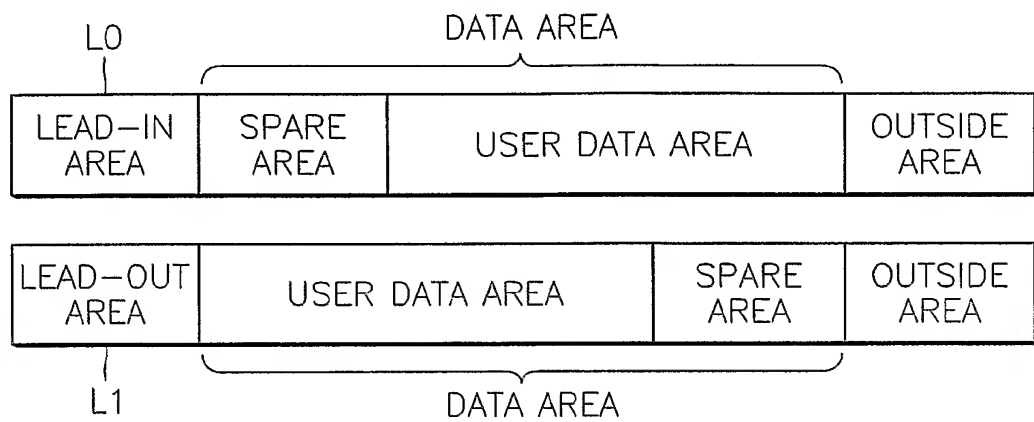 DATA AREA
L0
LEAD-IN AREA
SPARE AREA
USER DATA AREA
OUTSIDE AREA
LEAD-OUT AREA
USER DATA AREA
SPARE AREA
OUTSIDE AREA
L1
DATA AREA